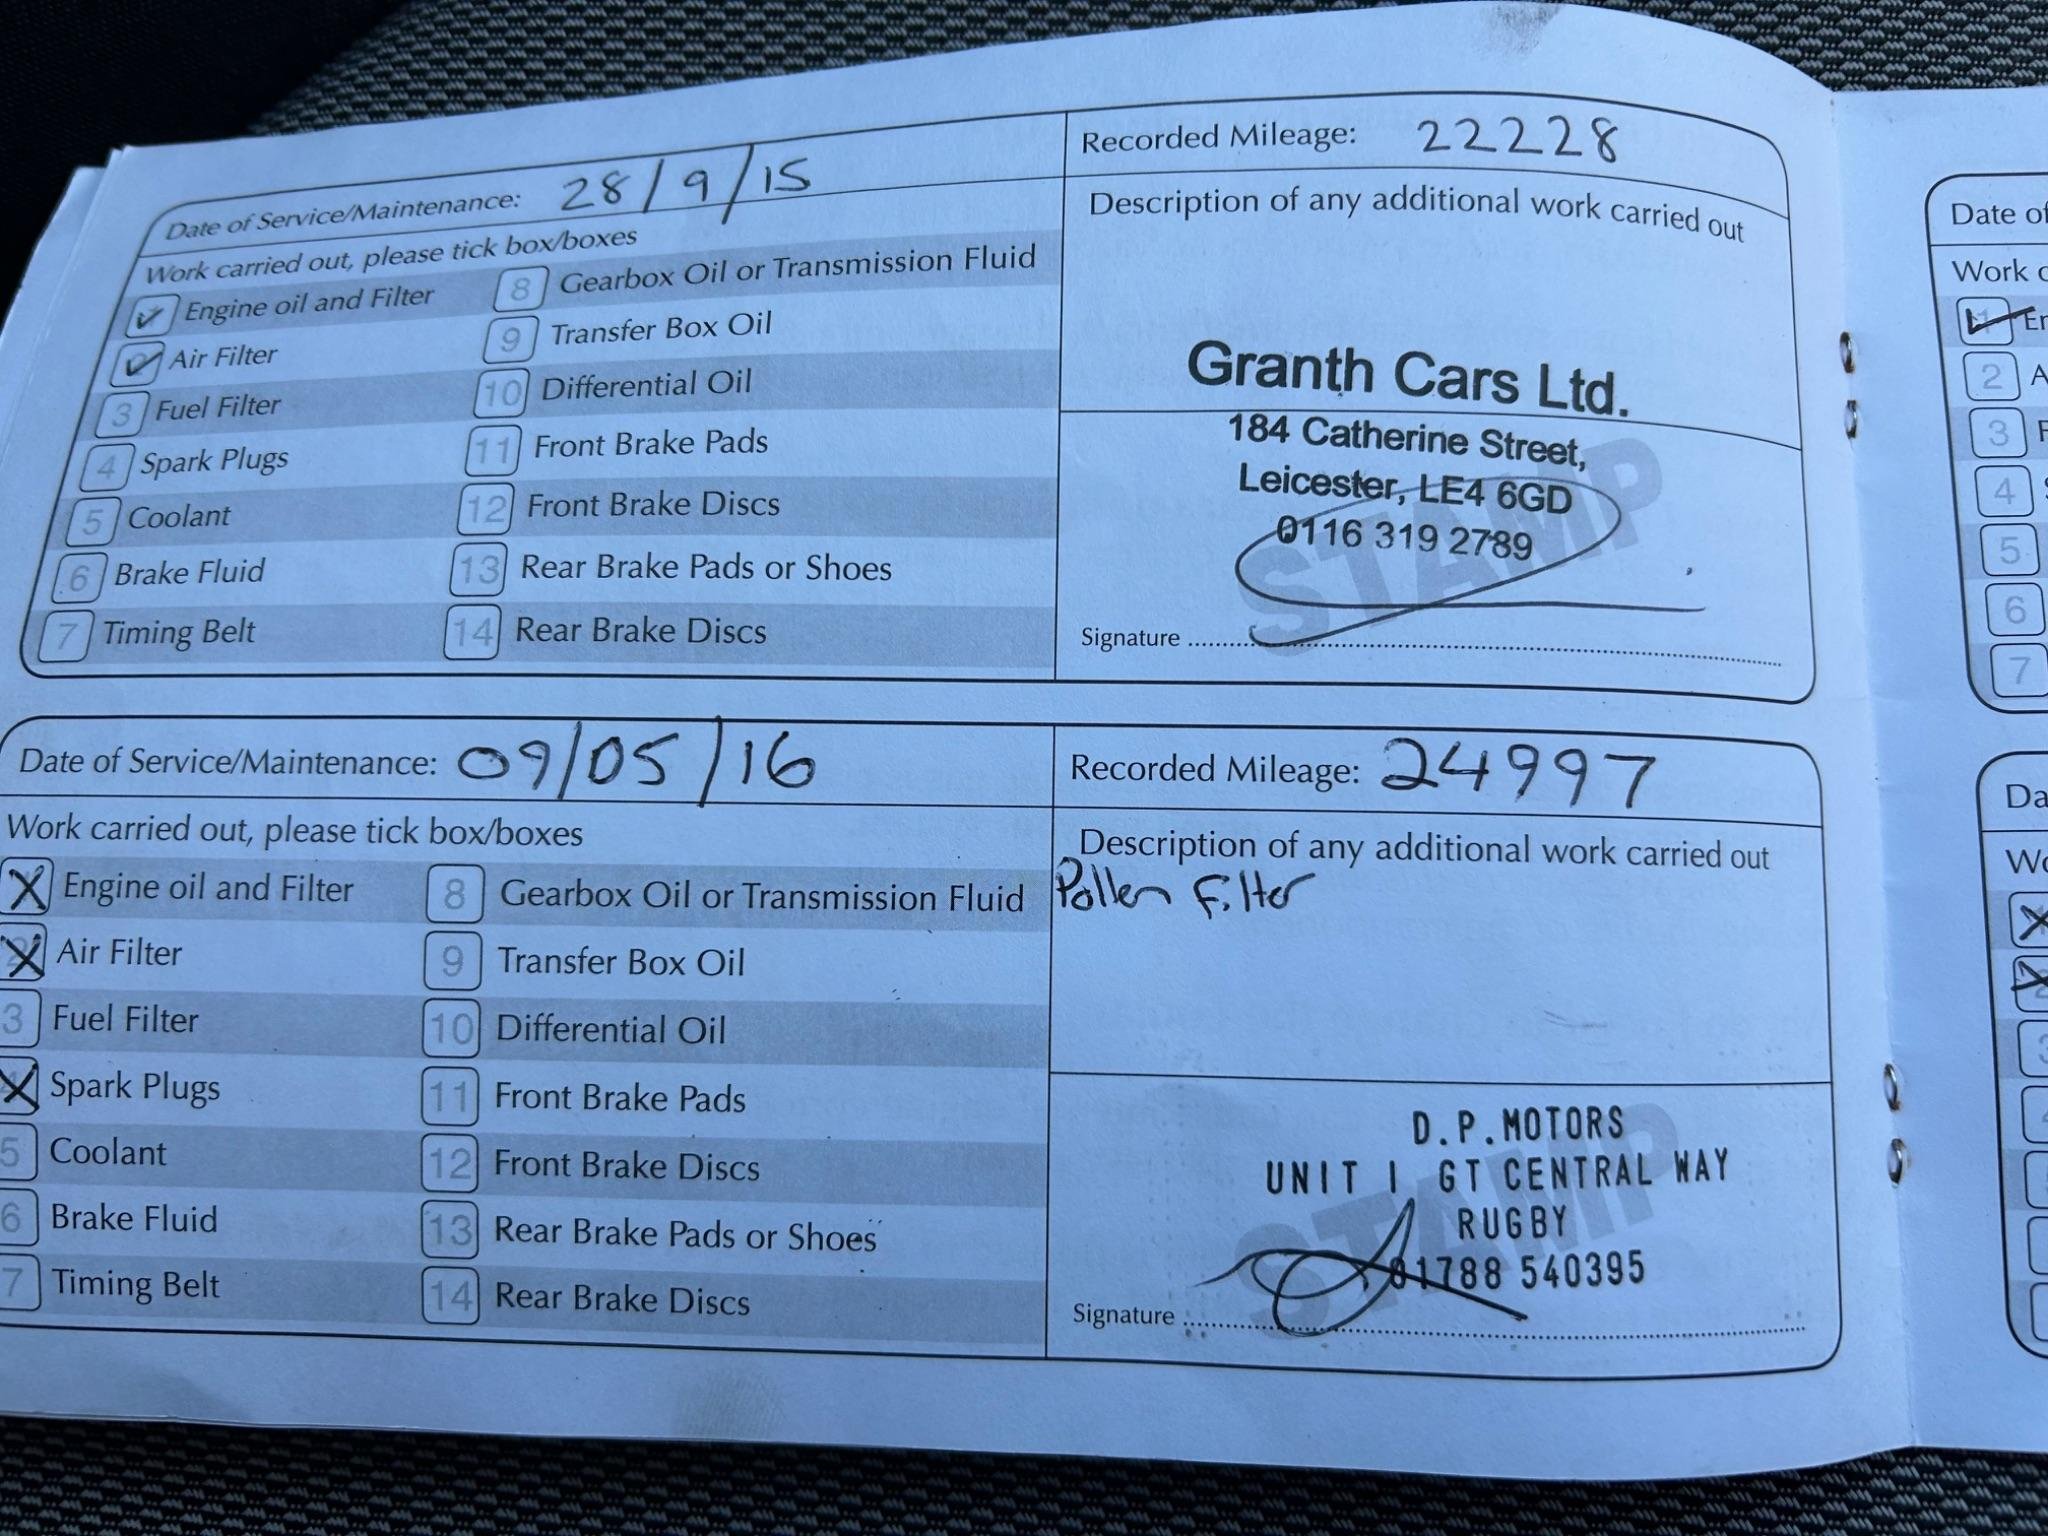 Date of Service/Maintenance: 28/9/15
Work carried out, please tick box/boxes
Engine oil and Filter
Air Filter
3 Fuel Filter
4 Spark Plugs
5 Coolant
6 Brake Fluid
7 Timing Belt
8 Gearbox Oil or Transmission Fluid
9 Transfer Box Oil
10 Differential Oil
11 Front Brake Pads
12 Front Brake Discs
13 Rear Brake Pads or Shoes
14 Rear Brake Discs
Recorded Mileage: 22228
Description of any additional work carried out
Granth Cars Ltd.
184 Catherine Street,
Leicester, LE4 6GD
0116 319 2789
STAMP
Signature
Date of Service/Maintenance: 09/05/16
Work carried out, please tick box/boxes
Engine oil and Filter
Air Filter
3 Fuel Filter
Spark Plugs
5 Coolant
6 Brake Fluid
7 Timing Belt
8 Gearbox Oil or Transmission Fluid
9 Transfer Box Oil
10 Differential Oil
11 Front Brake Pads
12 Front Brake Discs
13 Rear Brake Pads or Shoes
14 Rear Brake Discs
Recorded Mileage: 24997
Description of any additional work carried out
Pollen Filter
D.P.MOTORS
UNIT 1 GT CENTRAL WAY
RUGBY
01788 540395
STAMP
Signature
Date of
Work
2
3
4
5
6
7